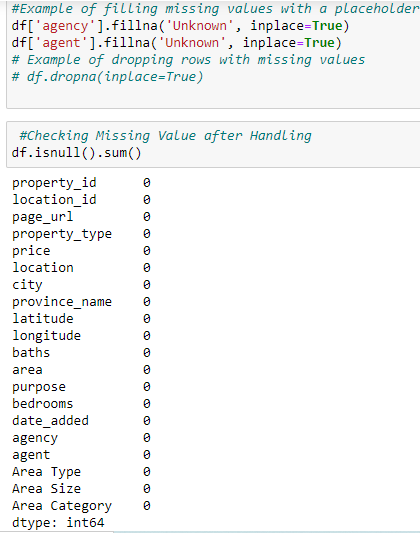 #Example of filling missing values with a placeholder
df['agency'].fillna('Unknown', inplace=True)
df['agent'].fillna('Unknown', inplace=True)
# Example of dropping rows with missing values
# df.dropna(inplace=True)
#Checking Missing Value after Handling
df.isnull().sum()
property_id 0
location_id 0
page_url 0
property_type 0
price 0
location 0
city 0
province_name 0
latitude 0
longitude 0
baths 0
area 0
purpose 0
bedrooms 0
date_added 0
agency 0
agent 0
Area Type 0
Area Size 0
Area Category 0
dtype: int64